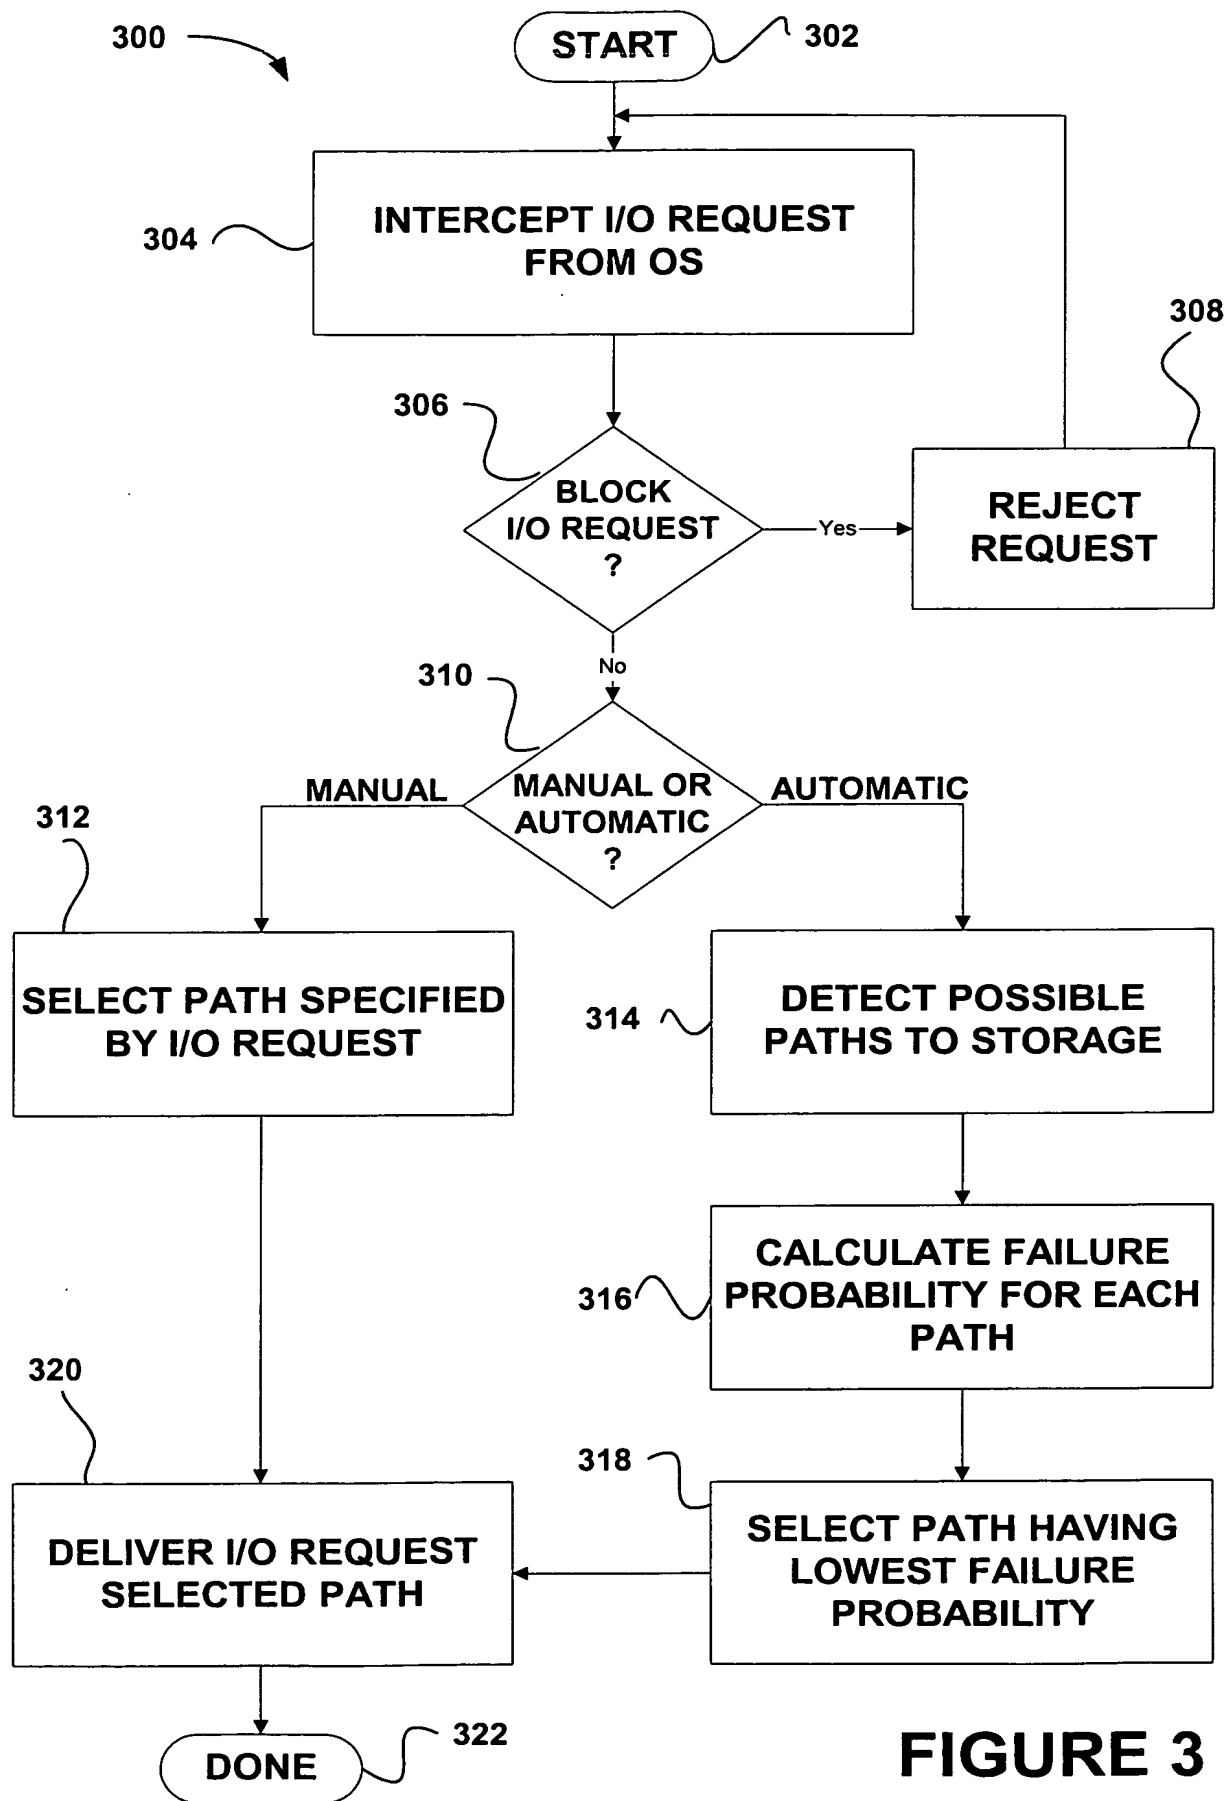 300
START
302
INTERCEPT I/O REQUEST
FROM OS
304
308
306
BLOCK
I/O REQUEST
?
Yes
REJECT
REQUEST
No
310
MANUAL
MANUAL OR
AUTOMATIC
?
AUTOMATIC
312
SELECT PATH SPECIFIED
BY I/O REQUEST
314
DETECT POSSIBLE
PATHS TO STORAGE
316
CALCULATE FAILURE
PROBABILITY FOR EACH
PATH
320
318
DELIVER I/O REQUEST
SELECTED PATH
SELECT PATH HAVING
LOWEST FAILURE
PROBABILITY
DONE
322
FIGURE 3